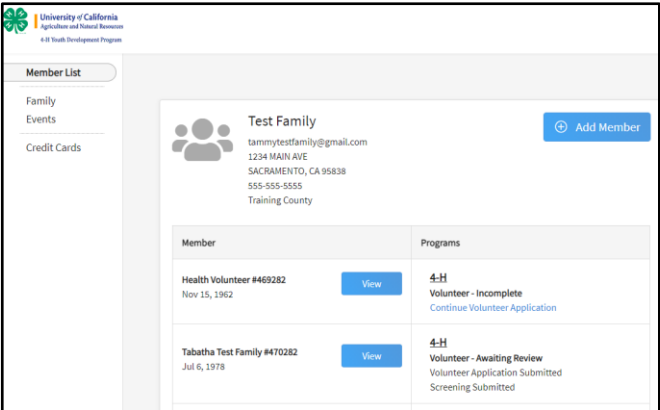 University of California
Agriculture and Natural Resources
4-H Youth Development Program
Member List
Family
Events
Credit Cards
Test Family
tammytestfamily@gmail.com
1234 MAIN AVE
SACRAMENTO, CA 95838
555-555-5555
Training County
Add Member
Member
Programs
Health Volunteer #469282
Nov 15, 1962
View
4-H
Volunteer - Incomplete
Continue Volunteer Application
Tabatha Test Family #470282
Jul 6, 1978
View
4-H
Volunteer - Awaiting Review
Volunteer Application Submitted
Screening Submitted